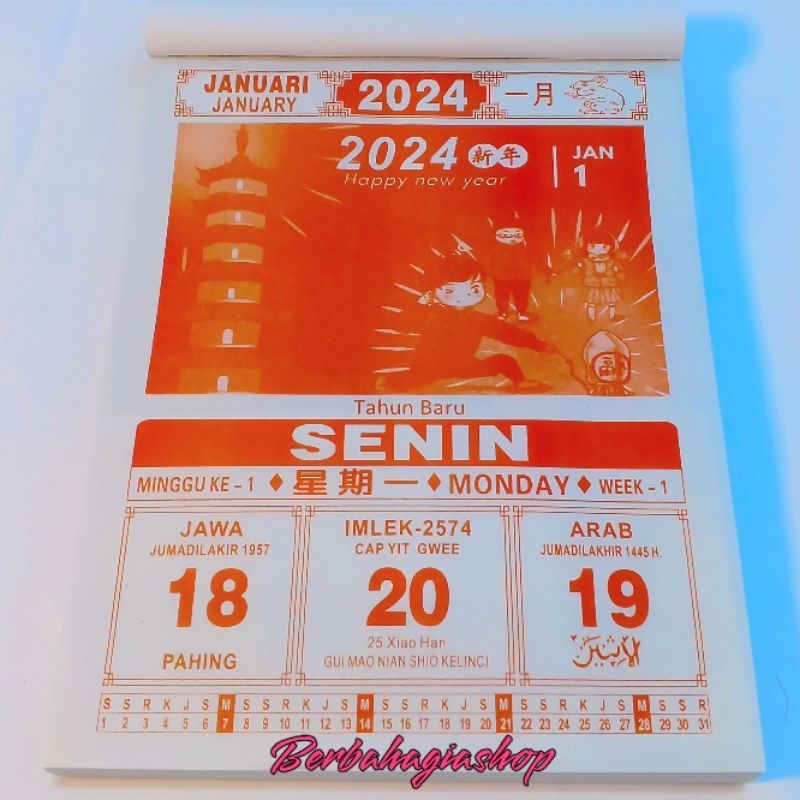 JANUARI
JANUARY
2024
一月
2024 新年
Happy new year
JAN
1
Tahun Baru
SENIN
MINGGU KE - 1 ♦ 星期一 ♦ MONDAY ♦ WEEK - 1
JAWA
JUMADILAKIR 1957
18
PAHING
IMLEK-2574
CAP YIT GWEE
20
25 Xiao Han
GUI MAO NIAN SHIO KELINCI
ARAB
JUMADILAKHIR 1445 H.
19
الإثنين
S S R K J S M S S R K J S M S S R K J S M S S R K J S M S S R
1 2 3 4 5 6 7 8 9 10 11 12 13 14 15 16 17 18 19 20 21 22 23 24 25 26 27 28 29 30 31
Berbahagiashop